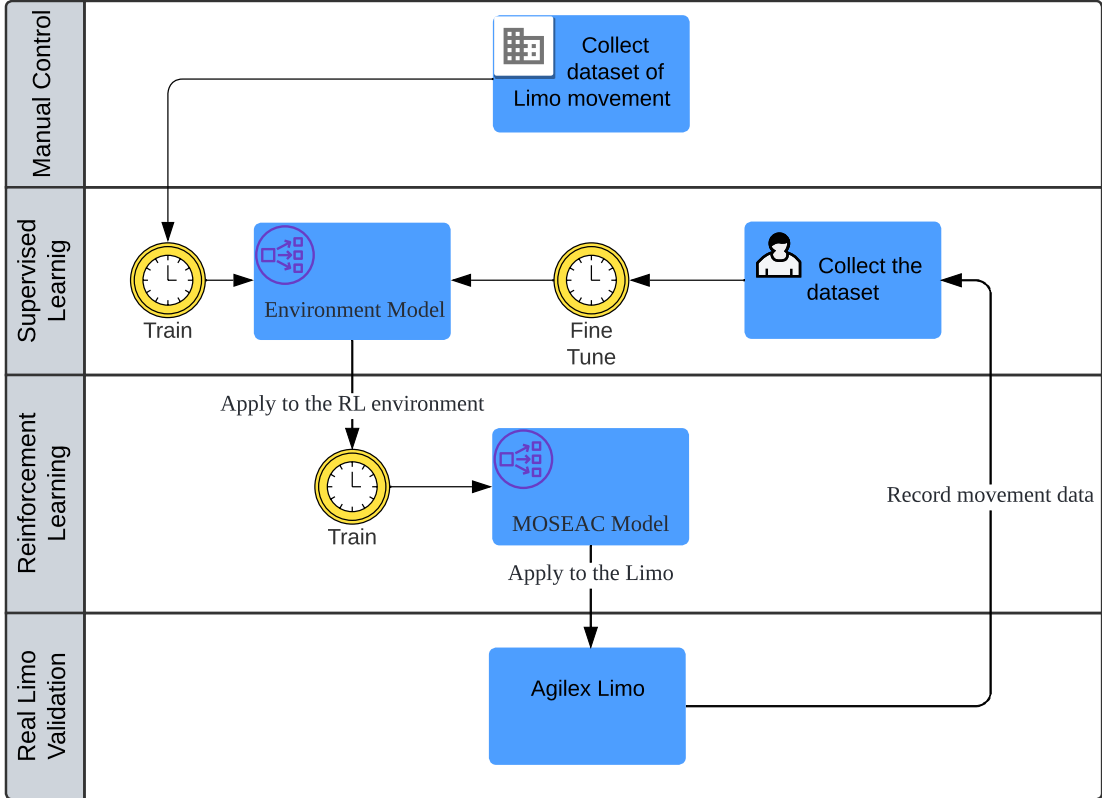 Manual Control
Collect
dataset of
Limo movement
Supervised
Learnig
Train
Environment Model
Fine
Tune
Collect the
dataset
Reinforcement
Learning
Apply to the RL environment
Train
MOSEAC Model
Record movement data
Apply to the Limo
Real Limo
Validation
Agilex Limo